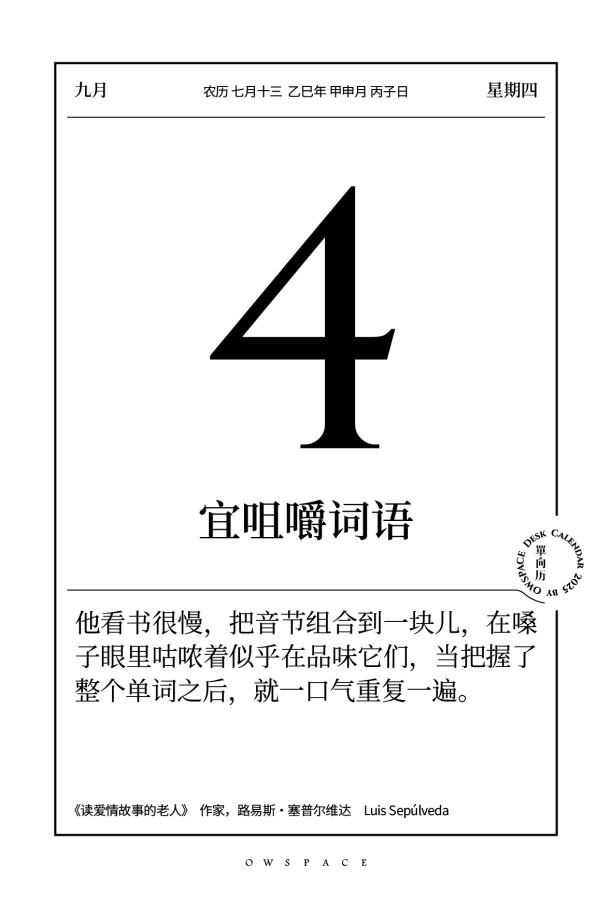 九月 农历 七月十三 乙巳年 甲申月 丙子日 星期四
4
宜咀嚼词语
OWSPACE DESK CALENDAR 2025 BY
單向历
他看书很慢，把音节组合到一块儿，在嗓
子眼里咕哝着似乎在品味它们，当把握了
整个单词之后，就一口气重复一遍。
《读爱情故事的老人》 作家，路易斯·塞普尔维达 Luis Sepúlveda
OWSPACE